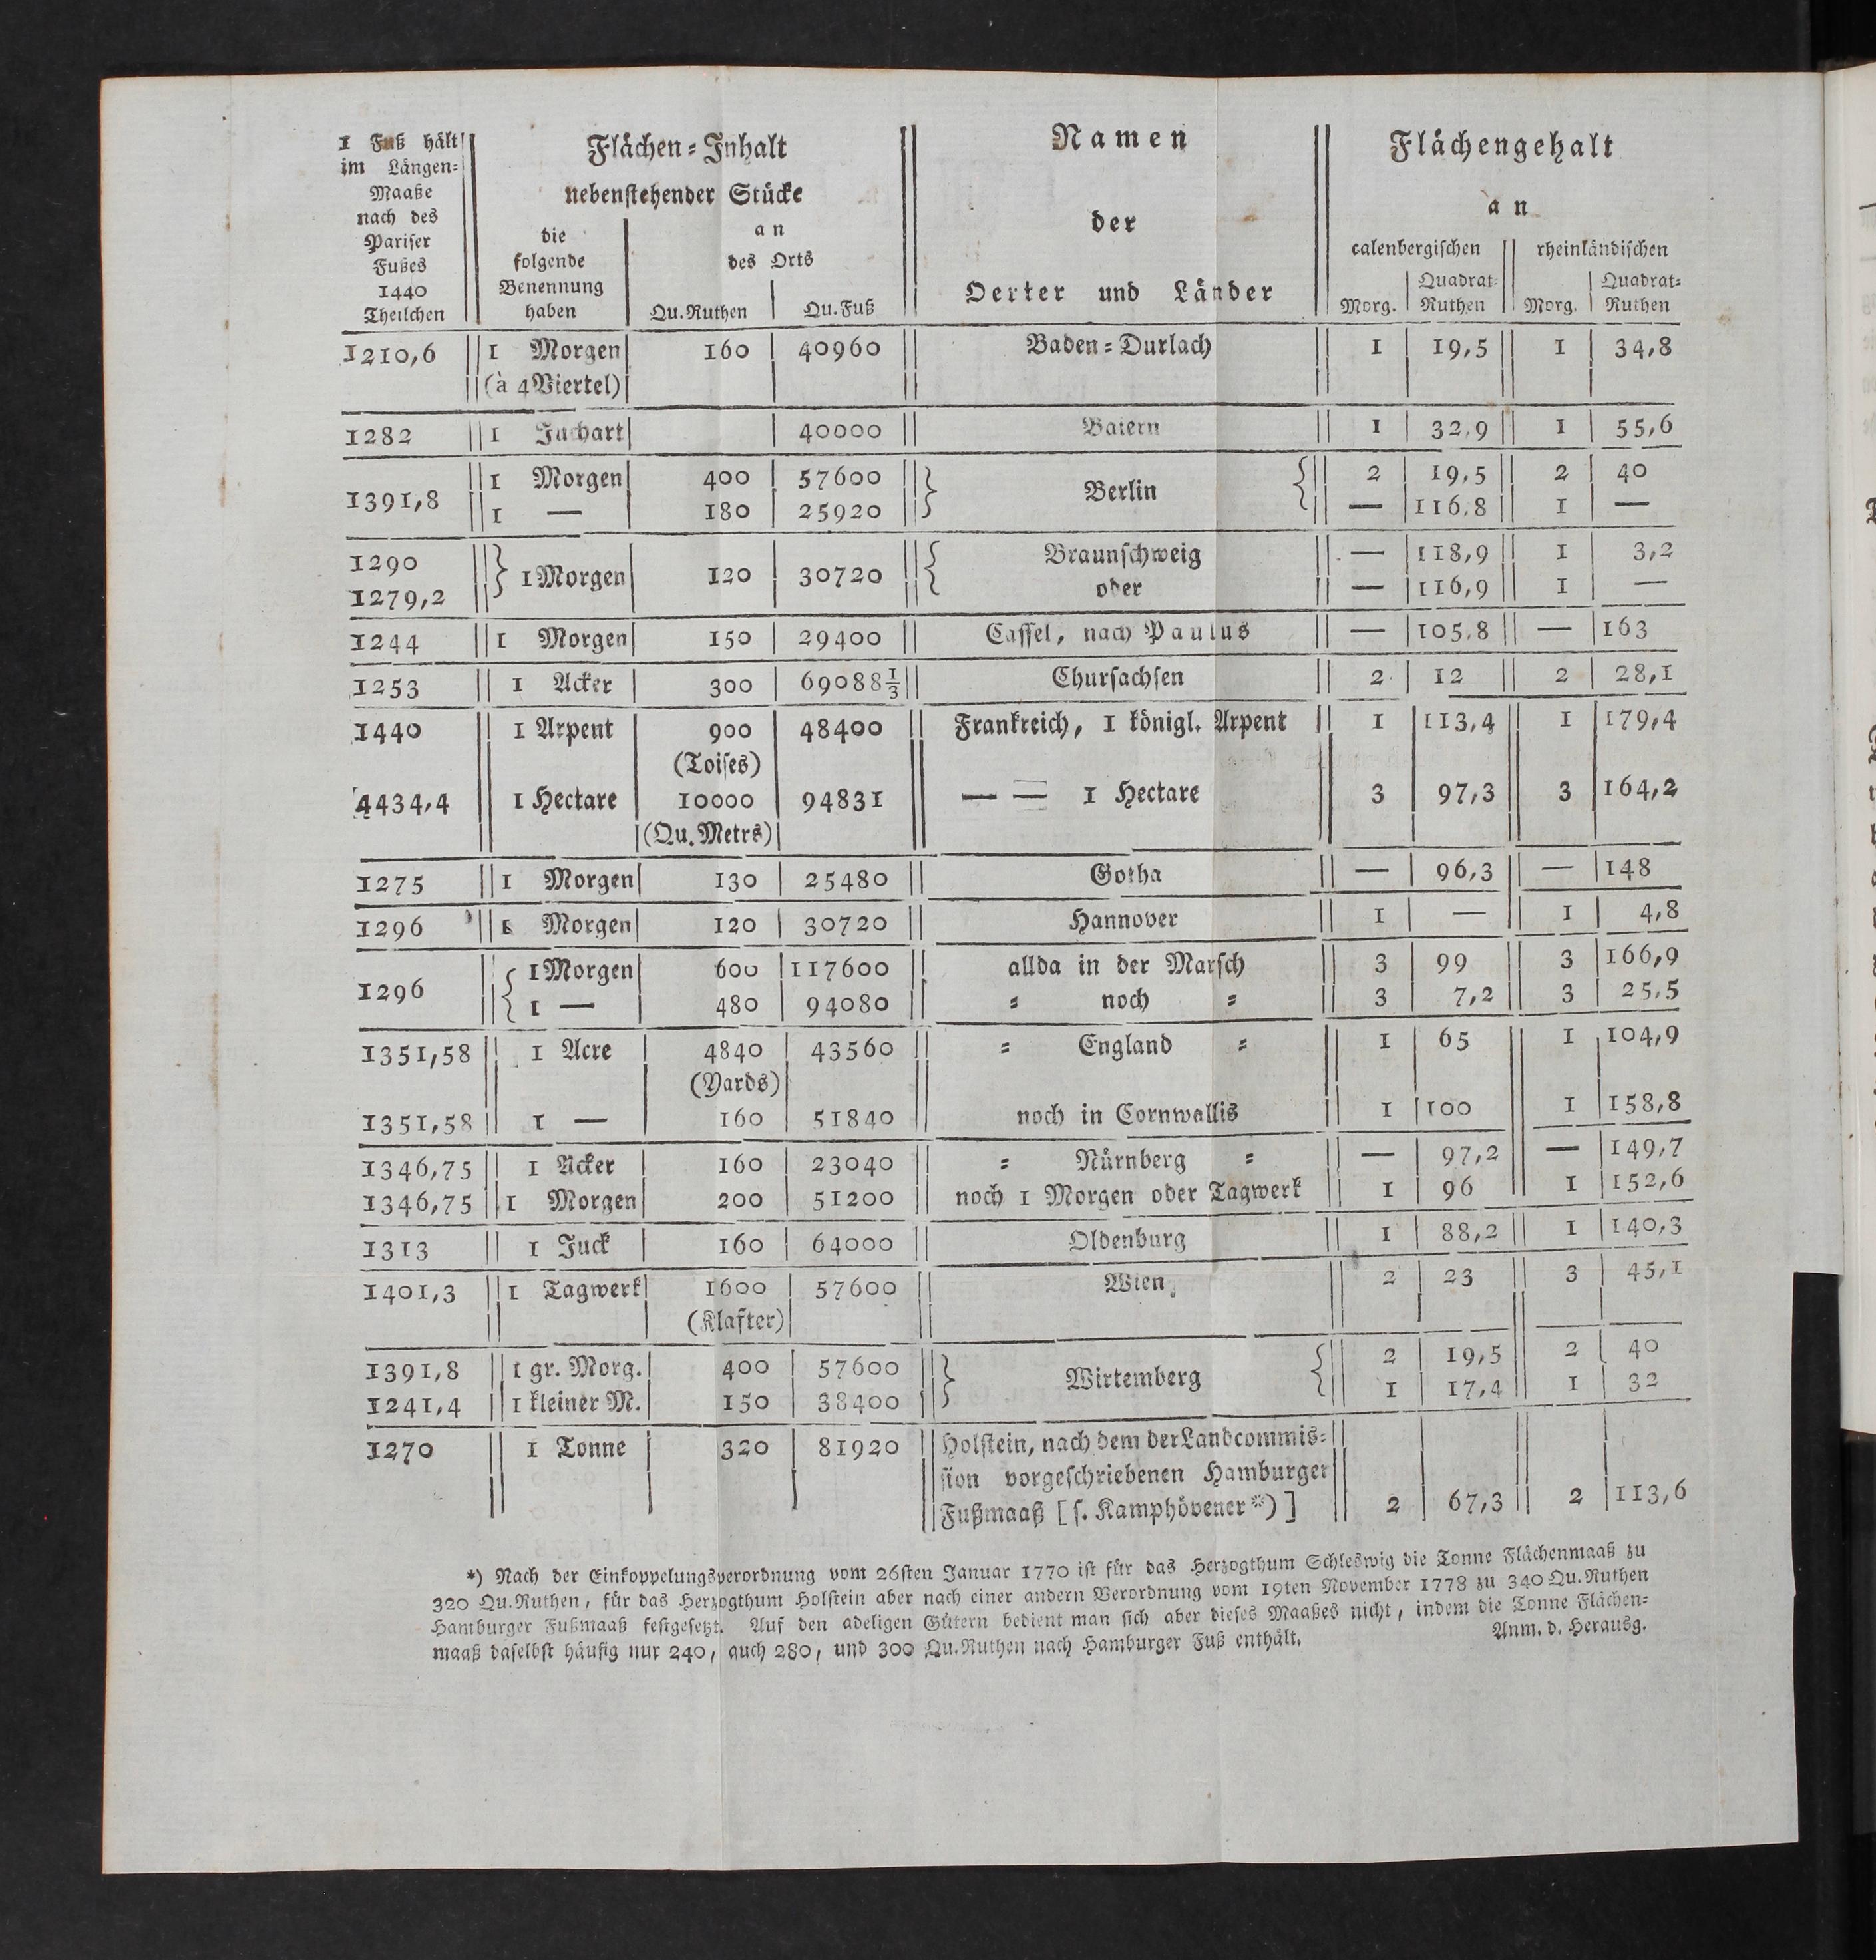 1 Fuß hält
im Längen=
Maaße
nach des
Pariser
Fußes
1440
Theilchen
Flächen=Inhalt
nebenstehender Stücke
die
folgende
Benennung
haben
an
des Orts
Qu.Ruthen Qu.Fuß
Namen
der
Oerter und Länder
Flächengehalt
an
calenbergischen rheinländischen
Morg. Quadrat=Ruthen Morg. Quadrat=Ruthen
1210,6 1 Morgen 160 40960 Baden=Durlach 1 19,5 1 34,8
(à 4 Viertel)
1282 1 Juchart 40000 Baiern 1 32,9 1 55,6
1391,8 1 Morgen 400 57600 Berlin 2 19,5 2 40
1 — 180 25920 — 116,8 1 —
1290 1 Morgen 120 30720 Braunschweig — 118,9 1 3,2
1279,2 oder — 116,9 1 —
1244 1 Morgen 150 29400 Cassel, nach Paulus — 105,8 — 163
1253 1 Acker 300 69088⅓ Chursachsen 2 12 2 28,1
1440 1 Arpent 900 48400 Frankreich, 1 königl. Arpent 1 113,4 1 179,4
(Toises)
4434,4 1 Hectare 10000 94831 — — 1 Hectare 3 97,3 3 164,2
(Qu. Metrs)
1275 1 Morgen 130 25480 Gotha — 96,3 — 148
1296 1 Morgen 120 30720 Hannover 1 — 1 4,8
1296 1 Morgen 600 117600 allda in der Marsch 3 99 3 166,9
1 — 480 94080 = noch = 3 7,2 3 25,5
1351,58 1 Acre 4840 43560 = England = 1 65 1 104,9
(Yards)
1351,58 1 — 160 51840 noch in Cornwallis 1 100 1 158,8
1346,75 1 Acker 160 23040 = Nürnberg = — 97,2 — 149,7
1346,75 1 Morgen 200 51200 noch 1 Morgen oder Tagwerk 1 96 1 152,6
1313 1 Juck 160 64000 Oldenburg 1 88,2 1 140,3
1401,3 1 Tagwerk 1600 57600 Wien. 2 23 3 45,1
(Klafter)
1391,8 1 gr. Morg. 400 57600 Wirtemberg 2 19,5 2 40
1241,4 1 kleiner M. 150 38400 1 17,4 1 32
1270 1 Tonne 320 81920 Holstein, nach dem der Landcommis=
sion vorgeschriebenen Hamburger
Fußmaaß [s. Kamphövener*)] 2 67,3 2 113,6
*) Nach der Einkoppelungsverordnung vom 26sten Januar 1770 ist für das Herzogthum Schleswig die Tonne Flächenmaaß zu
320 Qu.Ruthen, für das Herzogthum Holstein aber nach einer andern Verordnung vom 19ten November 1778 zu 340 Qu.Ruthen
Hamburger Fußmaaß festgesetzt. Auf den adeligen Gütern bedient man sich aber dieses Maaßes nicht, indem die Tonne Flächen=
maaß daselbst häufig nur 240, auch 280, und 300 Qu.Ruthen nach Hamburger Fuß enthält. Anm. d. Herausg.